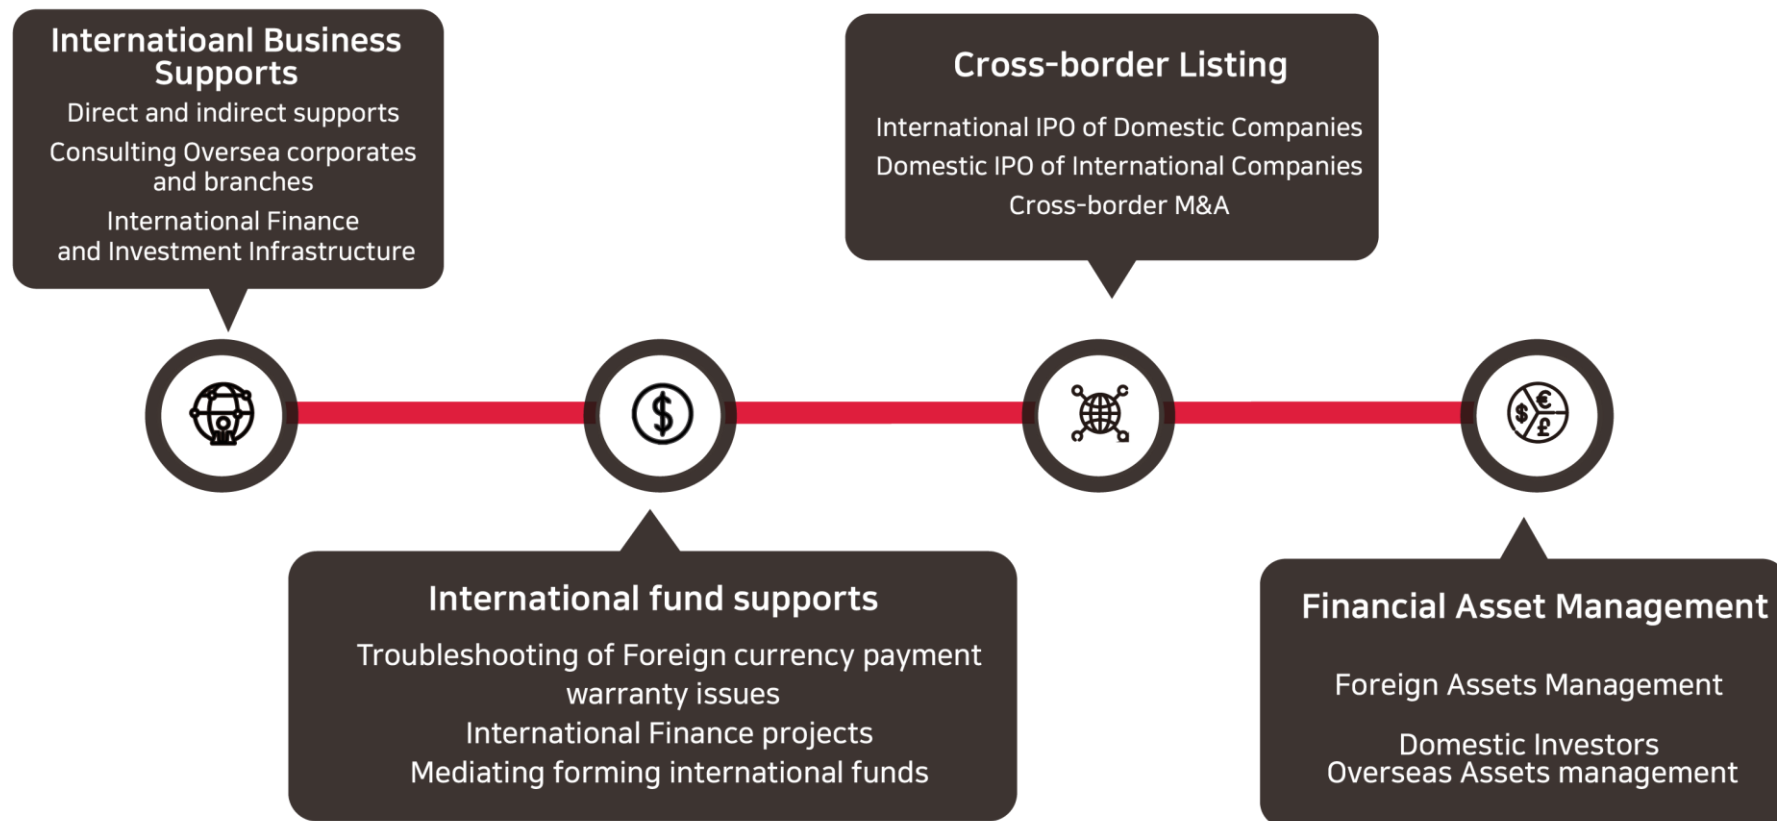 Internatioanl Business
Supports
Direct and indirect supports
Consulting Oversea corporates
and branches
International Finance
and Investment Infrastructure
Cross-border Listing
International IPO of Domestic Companies
Domestic IPO of International Companies
Cross-border M&A
$
$
€
£
International fund supports
Troubleshooting of Foreign currency payment
warranty issues
International Finance projects
Mediating forming international funds
Financial Asset Management
Foreign Assets Management
Domestic Investors
Overseas Assets management